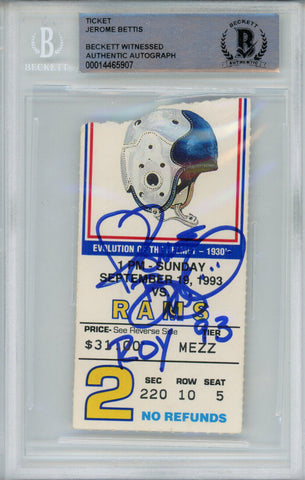 TICKET
JEROME BETTIS
BECKETT WITNESSED
AUTHENTIC AUTOGRAPH
00014465907
BECKETT
BECKETT
EVOLUTION OF THE HELMET - 1930's
1 PM - SUNDAY
SEPTEMBER 19, 1993
VS
RAMS
93
PRICE- See Reverse Side TIER
$31.00 MEZZ
ROY
2
SEC ROW SEAT
220 10 5
NO REFUNDS